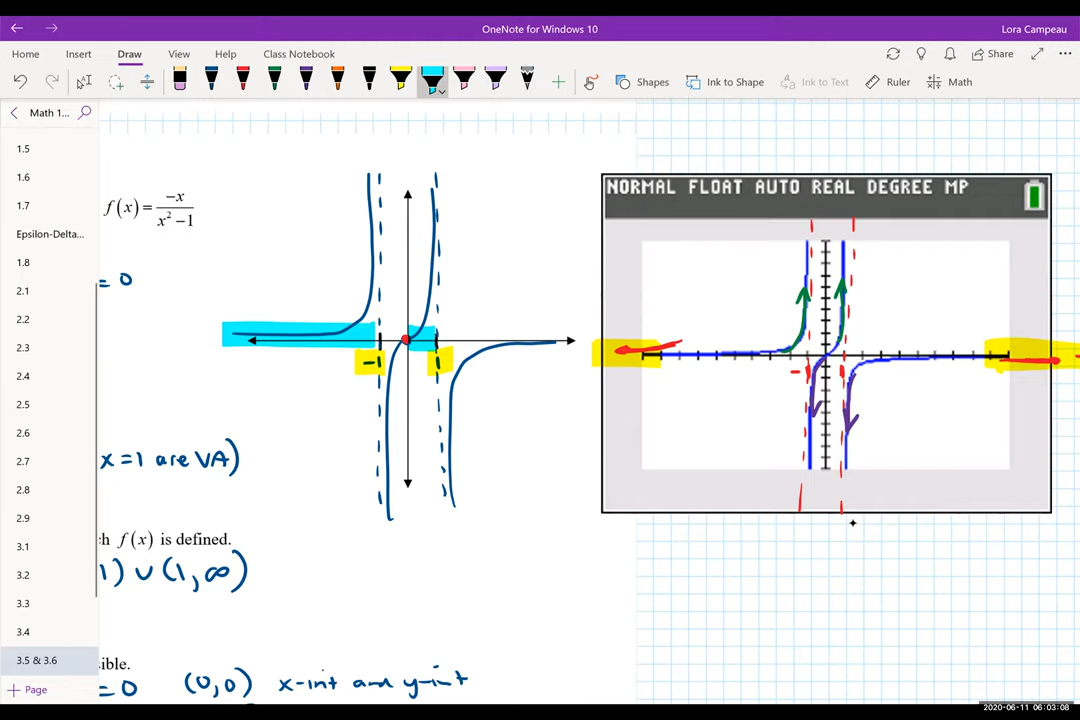 OneNote for Windows 10
Lora Campeau
Home Insert Draw View Help Class Notebook
Share
Shapes Ink to Shape Ink to Text Ruler Math
Math 1...
1.5
1.6
1.7
Epsilon-Delta...
1.8
2.1
2.2
2.3
2.4
2.5
2.6
2.7
2.8
2.9
3.1
3.2
3.3
3.4
3.5 & 3.6
Page
f(x) = -x / x² - 1
= 0
x = 1 are VA)
h f(x) is defined.
1) ∪ (1, ∞)
ible.
= 0 (0,0) x-int and y-int
-1 1
NORMAL FLOAT AUTO REAL DEGREE MP
-1
2020-06-11 06:03:08